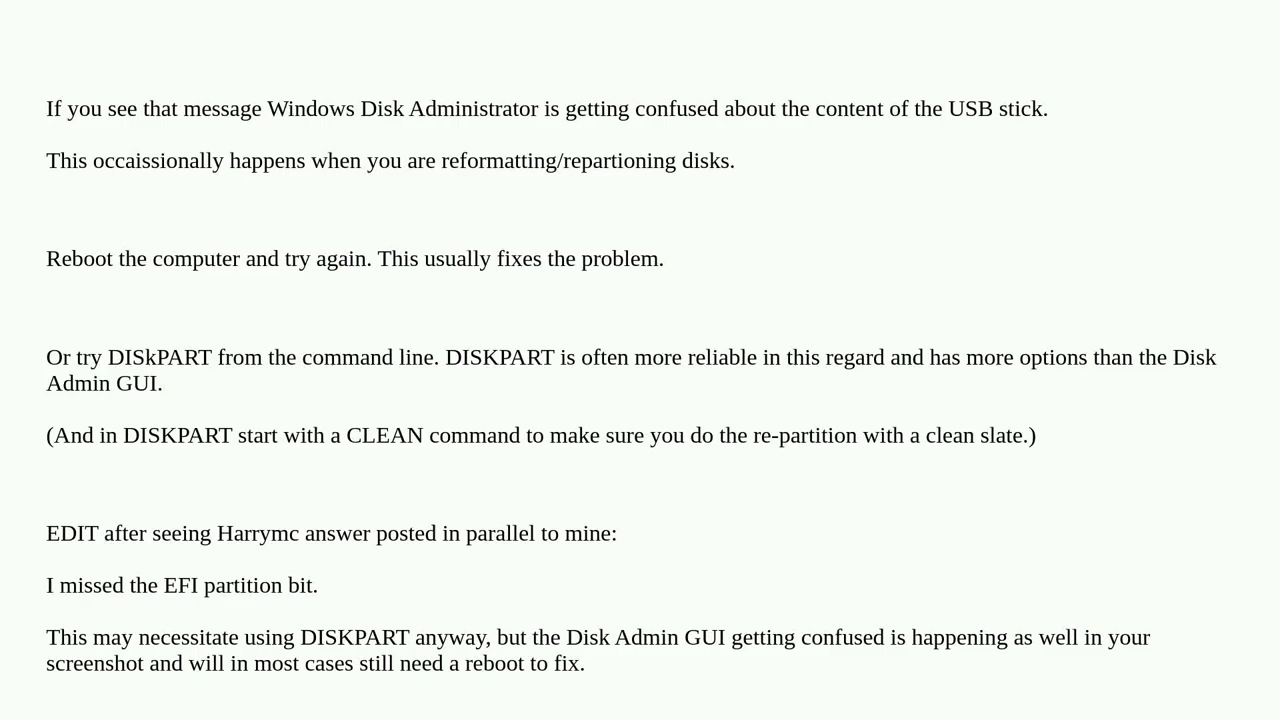 If you see that message Windows Disk Administrator is getting confused about the content of the USB stick.
This occaissionally happens when you are reformatting/repartioning disks.
Reboot the computer and try again. This usually fixes the problem.
Or try DISkPART from the command line. DISKPART is often more reliable in this regard and has more options than the Disk
Admin GUI.
(And in DISKPART start with a CLEAN command to make sure you do the re-partition with a clean slate.)
EDIT after seeing Harrymc answer posted in parallel to mine:
I missed the EFI partition bit.
This may necessitate using DISKPART anyway, but the Disk Admin GUI getting confused is happening as well in your
screenshot and will in most cases still need a reboot to fix.